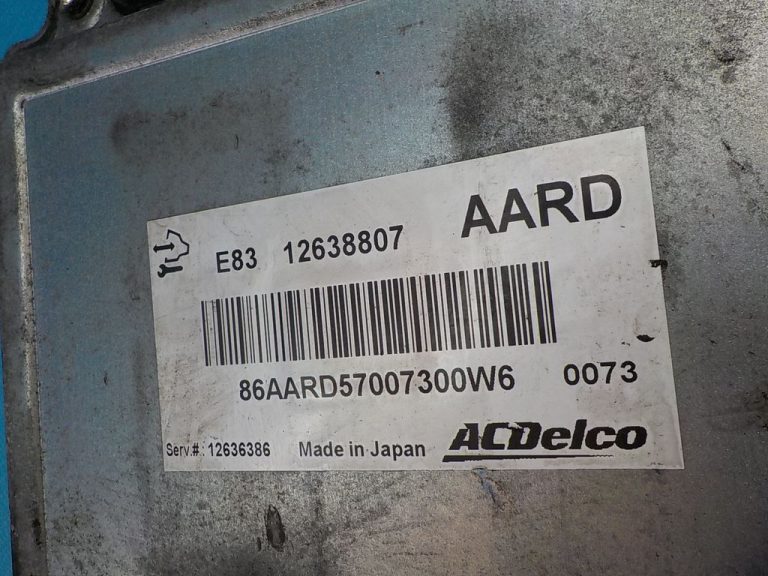 E83 12638807 AARD
86AARD57007300W6 0073
Serv.#: 12636386 Made in Japan ACDelco